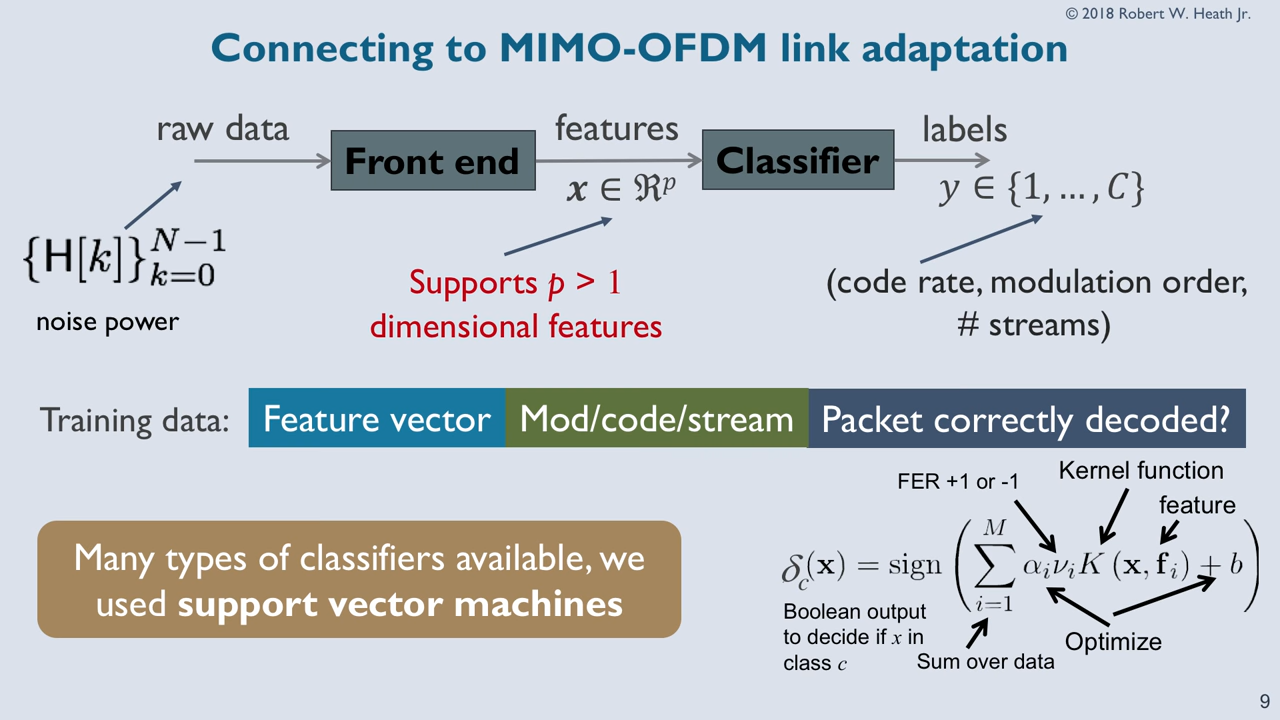 © 2018 Robert W. Heath Jr.
Connecting to MIMO-OFDM link adaptation
raw data
Front end
features
Classifier
labels
𝒙 ∈ ℜᵖ
y ∈ {1, … , C}
{H[k]}_{k=0}^{N−1}
noise power
Supports p > 1
dimensional features
(code rate, modulation order,
# streams)
Training data:
Feature vector
Mod/code/stream
Packet correctly decoded?
FER +1 or -1
Kernel function
feature
Many types of classifiers available, we
used support vector machines
δ_c(x) = sign ( ∑_{i=1}^{M} α_i ν_i K (x, f_i) + b )
Boolean output
to decide if x in
class c
Sum over data
Optimize
9